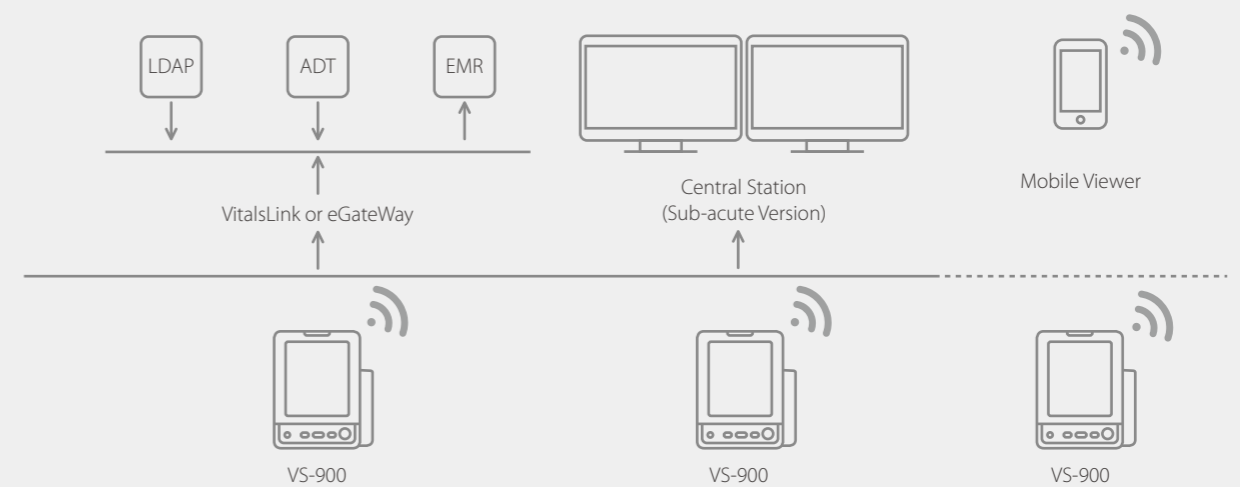 LDAP
ADT
EMR
VitalsLink or eGateWay
Central Station
(Sub-acute Version)
Mobile Viewer
VS-900
VS-900
VS-900